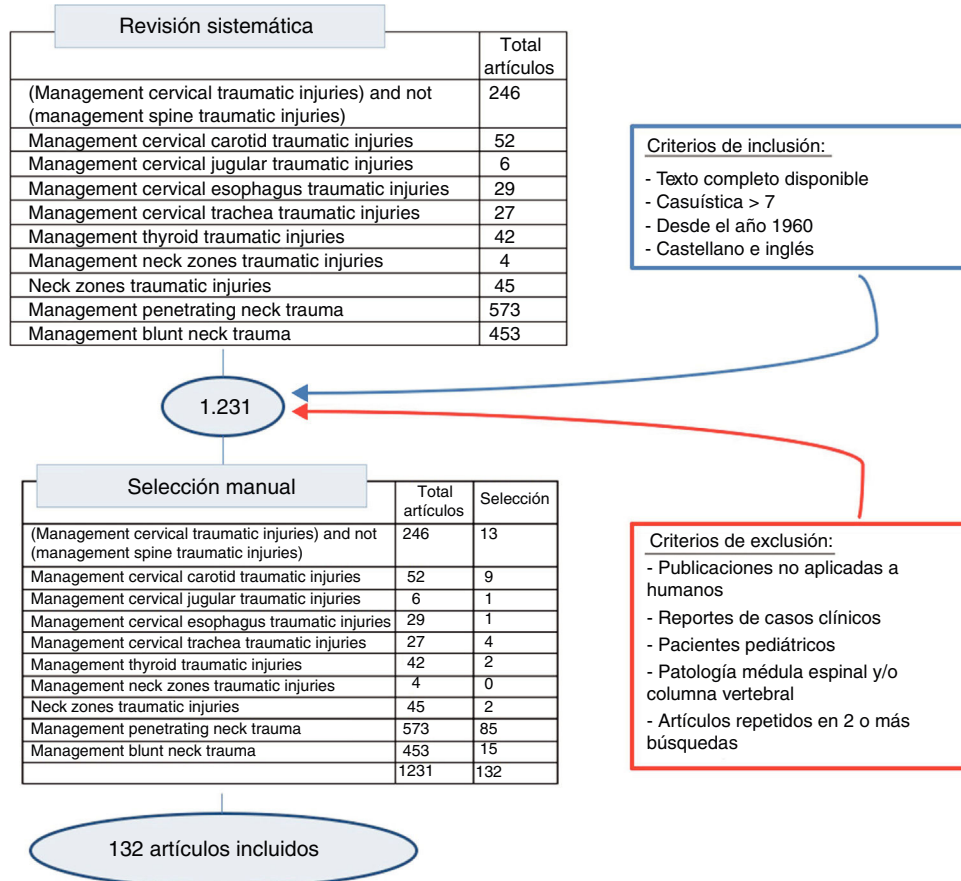 Revisión sistemática
Total
artículos
(Management cervical traumatic injuries) and not
(management spine traumatic injuries)
246
Management cervical carotid traumatic injuries 52
Management cervical jugular traumatic injuries 6
Management cervical esophagus traumatic injuries 29
Management cervical trachea traumatic injuries 27
Management thyroid traumatic injuries 42
Management neck zones traumatic injuries 4
Neck zones traumatic injuries 45
Management penetrating neck trauma 573
Management blunt neck trauma 453
Criterios de inclusión:
- Texto completo disponible
- Casuística > 7
- Desde el año 1960
- Castellano e inglés
1.231
Selección manual
Total
artículos
Selección
(Management cervical traumatic injuries) and not
(management spine traumatic injuries)
246 13
Management cervical carotid traumatic injuries 52 9
Management cervical jugular traumatic injuries 6 1
Management cervical esophagus traumatic injuries 29 1
Management cervical trachea traumatic injuries 27 4
Management thyroid traumatic injuries 42 2
Management neck zones traumatic injuries 4 0
Neck zones traumatic injuries 45 2
Management penetrating neck trauma 573 85
Management blunt neck trauma 453 15
1231 132
Criterios de exclusión:
- Publicaciones no aplicadas a
humanos
- Reportes de casos clínicos
- Pacientes pediátricos
- Patología médula espinal y/o
columna vertebral
- Artículos repetidos en 2 o más
búsquedas
132 artículos incluidos